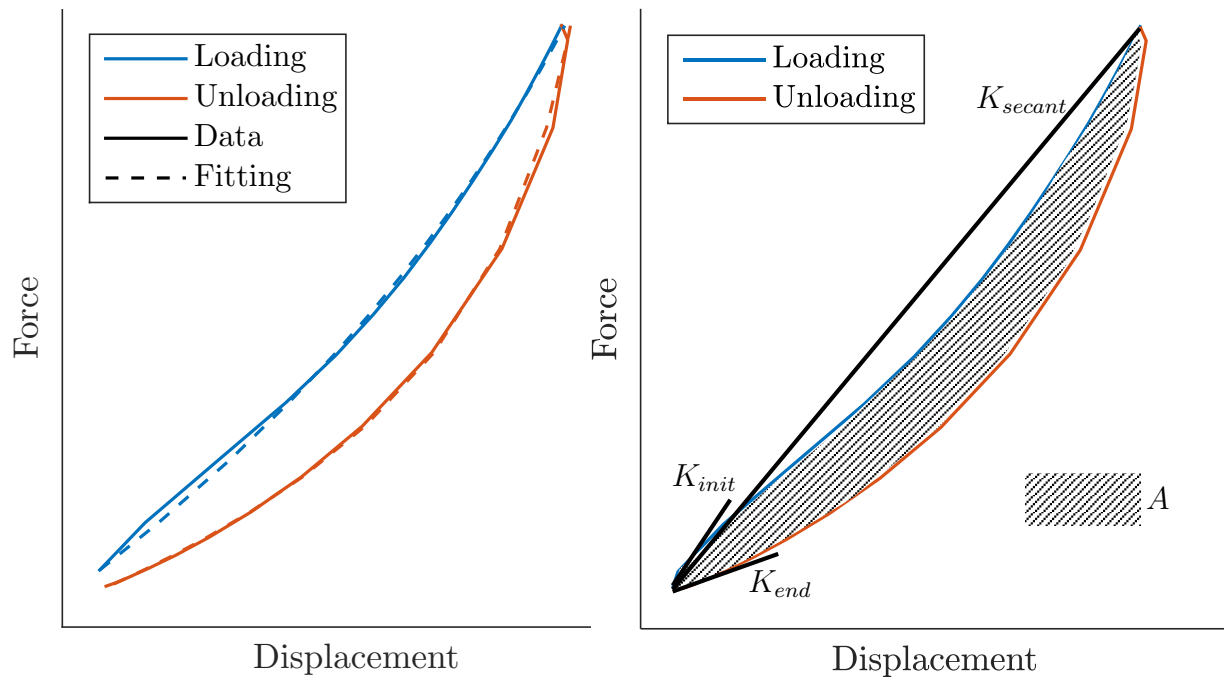 Loading
Unloading
Data
Fitting
Force
Displacement
Loading
Unloading
K_secant
K_init
K_end
A
Force
Displacement